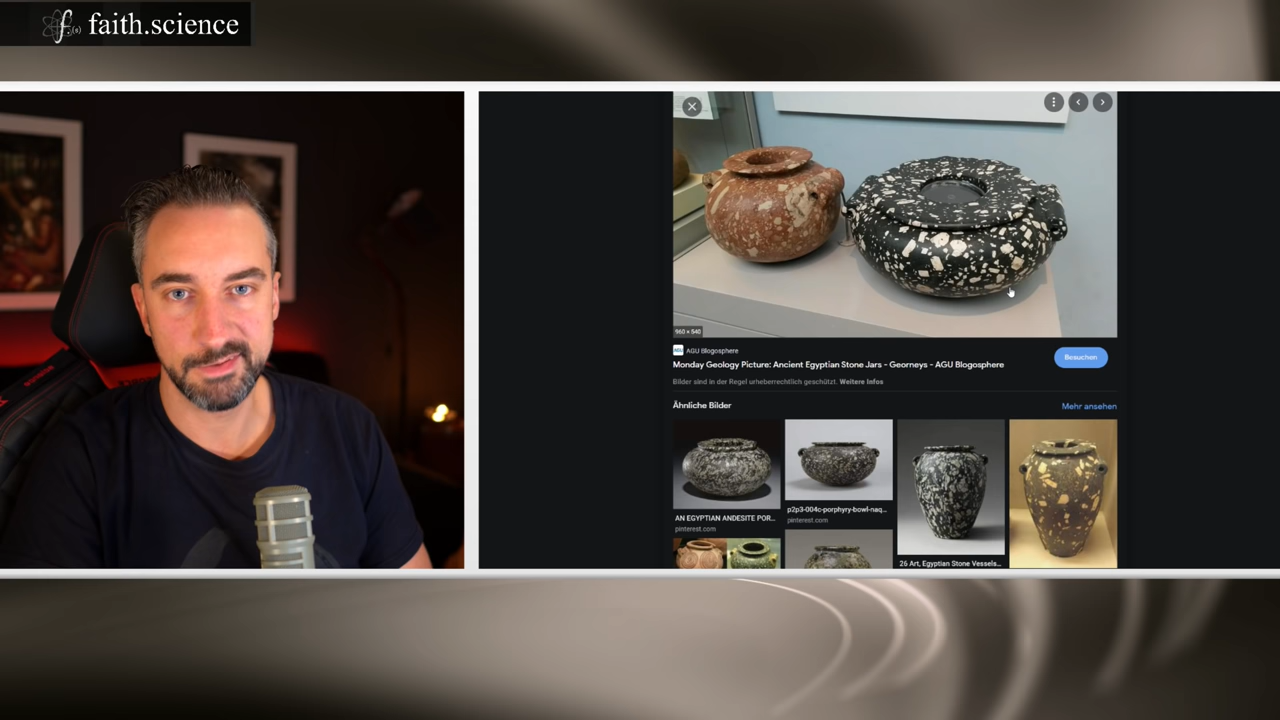 faith.science
960 × 540
AGU Blogosphere
Monday Geology Picture: Ancient Egyptian Stone Jars - Georneys - AGU Blogosphere
Besuchen
Bilder sind in der Regel urheberrechtlich geschützt. Weitere Infos
Ähnliche Bilder
Mehr ansehen
AN EGYPTIAN ANDESITE POR...
pinterest.com
p2p3-004c-porphyry-bowl-naq...
pinterest.com
26 Art, Egyptian Stone Vessels...